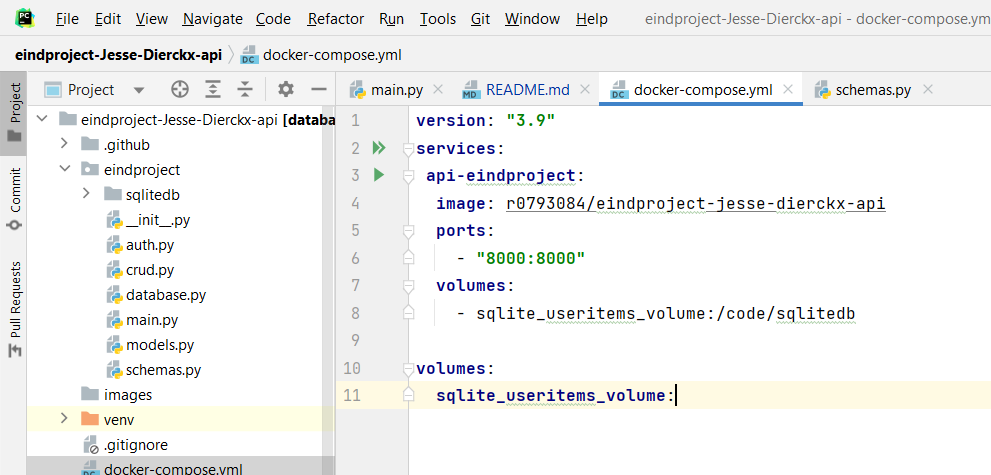 PC File Edit View Navigate Code Refactor Run Tools Git Window Help eindproject-Jesse-Dierckx-api - docker-compose.ym
eindproject-Jesse-Dierckx-api DC docker-compose.yml
Project
Commit
Pull Requests
Project
eindproject-Jesse-Dierckx-api [databa
.github
eindproject
sqlitedb
__init__.py
auth.py
crud.py
database.py
main.py
models.py
schemas.py
images
venv
.gitignore
DC docker-compose.yml
main.py MD README.md DC docker-compose.yml schemas.py
1 version: "3.9"
2 services:
3 api-eindproject:
4 image: r0793084/eindproject-jesse-dierckx-api
5 ports:
6 - "8000:8000"
7 volumes:
8 - sqlite_useritems_volume:/code/sqlitedb
9
10 volumes:
11 sqlite_useritems_volume: